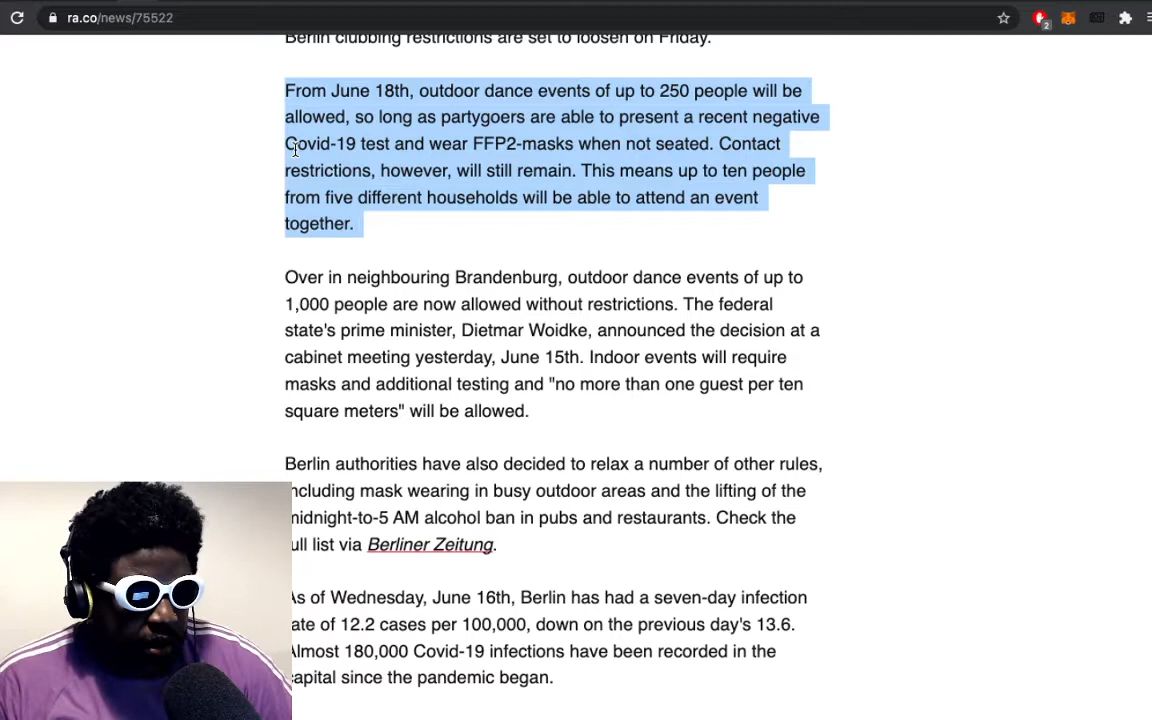 ra.co/news/75522
2
Berlin clubbing restrictions are set to loosen on Friday.
From June 18th, outdoor dance events of up to 250 people will be
allowed, so long as partygoers are able to present a recent negative
Covid-19 test and wear FFP2-masks when not seated. Contact
restrictions, however, will still remain. This means up to ten people
from five different households will be able to attend an event
together.
Over in neighbouring Brandenburg, outdoor dance events of up to
1,000 people are now allowed without restrictions. The federal
state's prime minister, Dietmar Woidke, announced the decision at a
cabinet meeting yesterday, June 15th. Indoor events will require
masks and additional testing and "no more than one guest per ten
square meters" will be allowed.
Berlin authorities have also decided to relax a number of other rules,
including mask wearing in busy outdoor areas and the lifting of the
midnight-to-5 AM alcohol ban in pubs and restaurants. Check the
full list via Berliner Zeitung.
As of Wednesday, June 16th, Berlin has had a seven-day infection
rate of 12.2 cases per 100,000, down on the previous day's 13.6.
Almost 180,000 Covid-19 infections have been recorded in the
capital since the pandemic began.